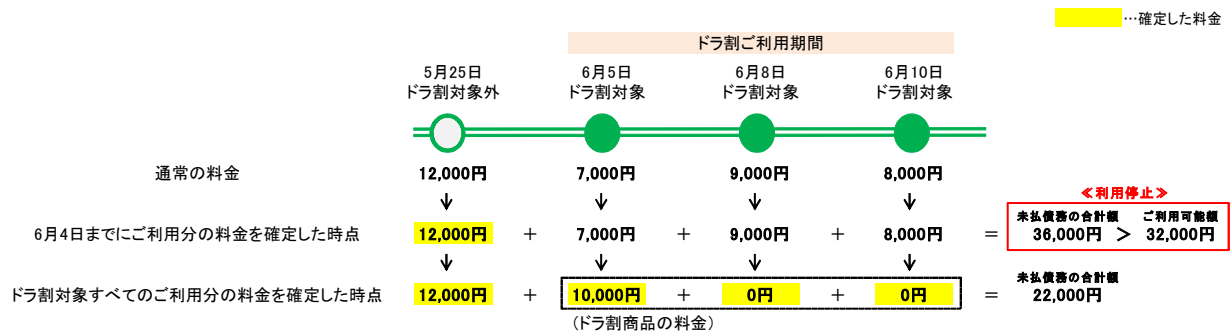 …確定した料金
ドラ割ご利用期間
5月25日 6月5日 6月8日 6月10日
ドラ割対象外 ドラ割対象 ドラ割対象 ドラ割対象
通常の料金 12,000円 7,000円 9,000円 8,000円
↓ ↓ ↓ ↓
≪利用停止≫
未払債務の合計額 ご利用可能額
6月4日までにご利用分の料金を確定した時点 12,000円 + 7,000円 + 9,000円 + 8,000円 = 36,000円 > 32,000円
↓ ↓ ↓ ↓
未払債務の合計額
ドラ割対象すべてのご利用分の料金を確定した時点 12,000円 + 10,000円 + 0円 + 0円 = 22,000円
(ドラ割商品の料金)